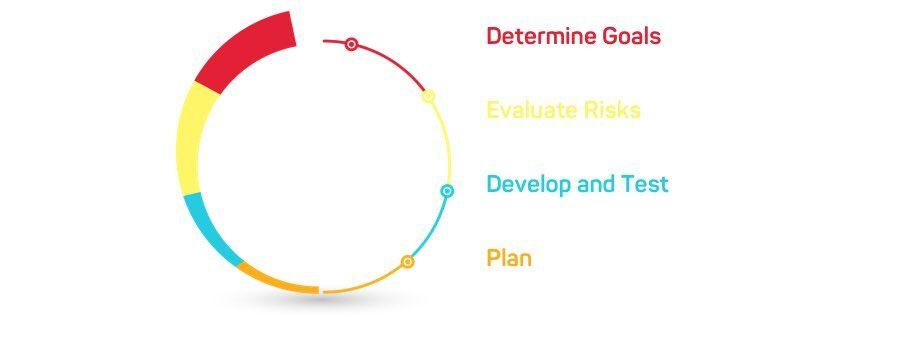 Determine Goals
Evaluate Risks
Develop and Test
Plan